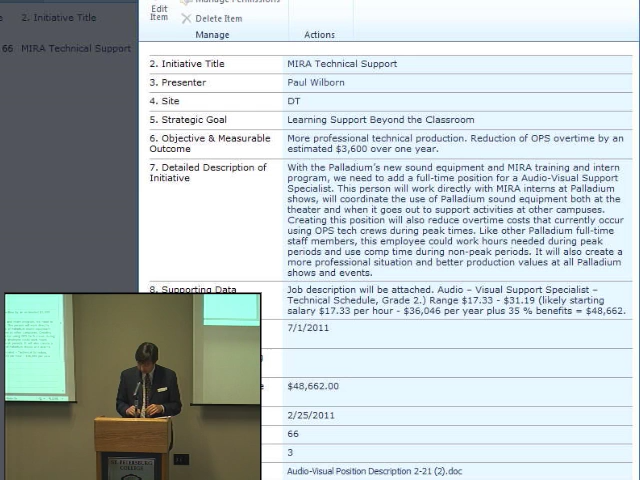 Edit
Item
Manage Permissions
Delete Item
Manage
Actions
2. Initiative Title
66 MIRA Technical Support
2. Initiative Title MIRA Technical Support
3. Presenter Paul Wilborn
4. Site DT
5. Strategic Goal Learning Support Beyond the Classroom
6. Objective & Measurable Outcome More professional technical production. Reduction of OPS overtime by an
estimated $3,600 over one year.
7. Detailed Description of Initiative With the Palladium's new sound equipment and MIRA training and intern
program, we need to add a full-time position for a Audio-Visual Support
Specialist. This person will work directly with MIRA interns at Palladium
shows, will coordinate the use of Palladium sound equipment both at the
theater and when it goes out to support activities at other campuses.
Creating this position will also reduce overtime costs that currently occur
using OPS tech crews during peak times. Like other Palladium full-time
staff members, this employee could work hours needed during peak
periods and use comp time during non-peak periods. It will also create a
more professional situation and better production values at all Palladium
shows and events.
8. Supporting Data Job description will be attached. Audio – Visual Support Specialist –
Technical Schedule, Grade 2.) Range $17.33 - $31.19 (likely starting
salary $17.33 per hour - $36,046 per year plus 35 % benefits = $48,662.
7/1/2011
$48,662.00
2/25/2011
66
3
Audio-Visual Position Description 2-21 (2).doc
ST. PETERSBURG
COLLEGE